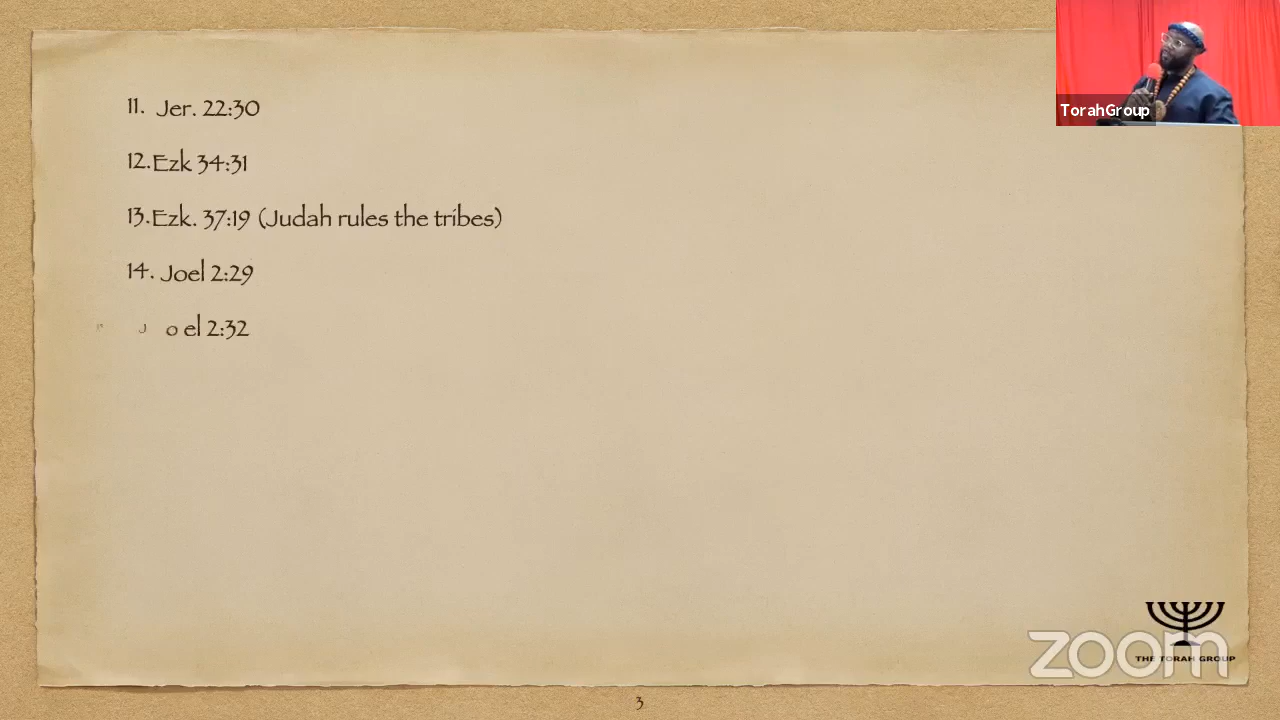 11. Jer. 22:30
12.Ezk 34:31
13.Ezk. 37:19 (Judah rules the tribes)
14. Joel 2:29
Joel 2:32
TorahGroup
zoom
THE TORAH GROUP
3